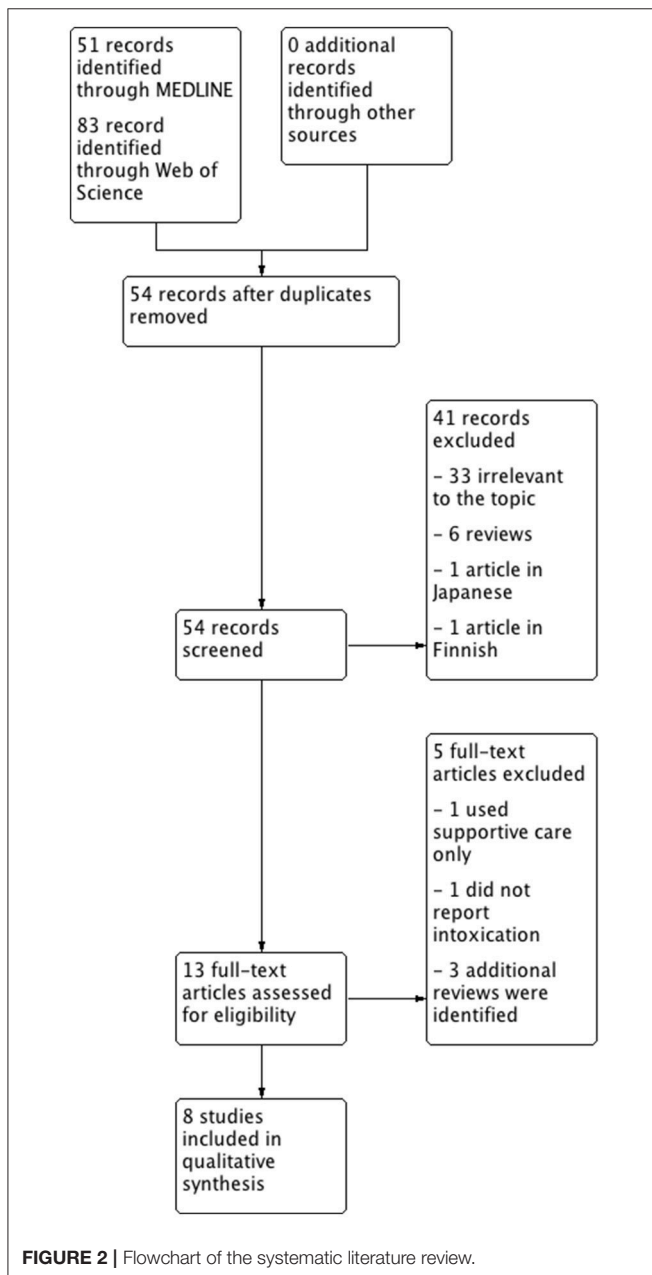 51 records
identified
through MEDLINE
83 record
identified
through Web of
Science
0 additional
records
identified
through other
sources
54 records after duplicates
removed
41 records
excluded
– 33 irrelevant
to the topic
– 6 reviews
– 1 article in
Japanese
– 1 article in
Finnish
54 records
screened
5 full-text
articles excluded
– 1 used
supportive care
only
– 1 did not
report
intoxication
– 3 additional
reviews were
identified
13 full-text
articles assessed
for eligibility
8 studies
included in
qualitative
synthesis
FIGURE 2 | Flowchart of the systematic literature review.